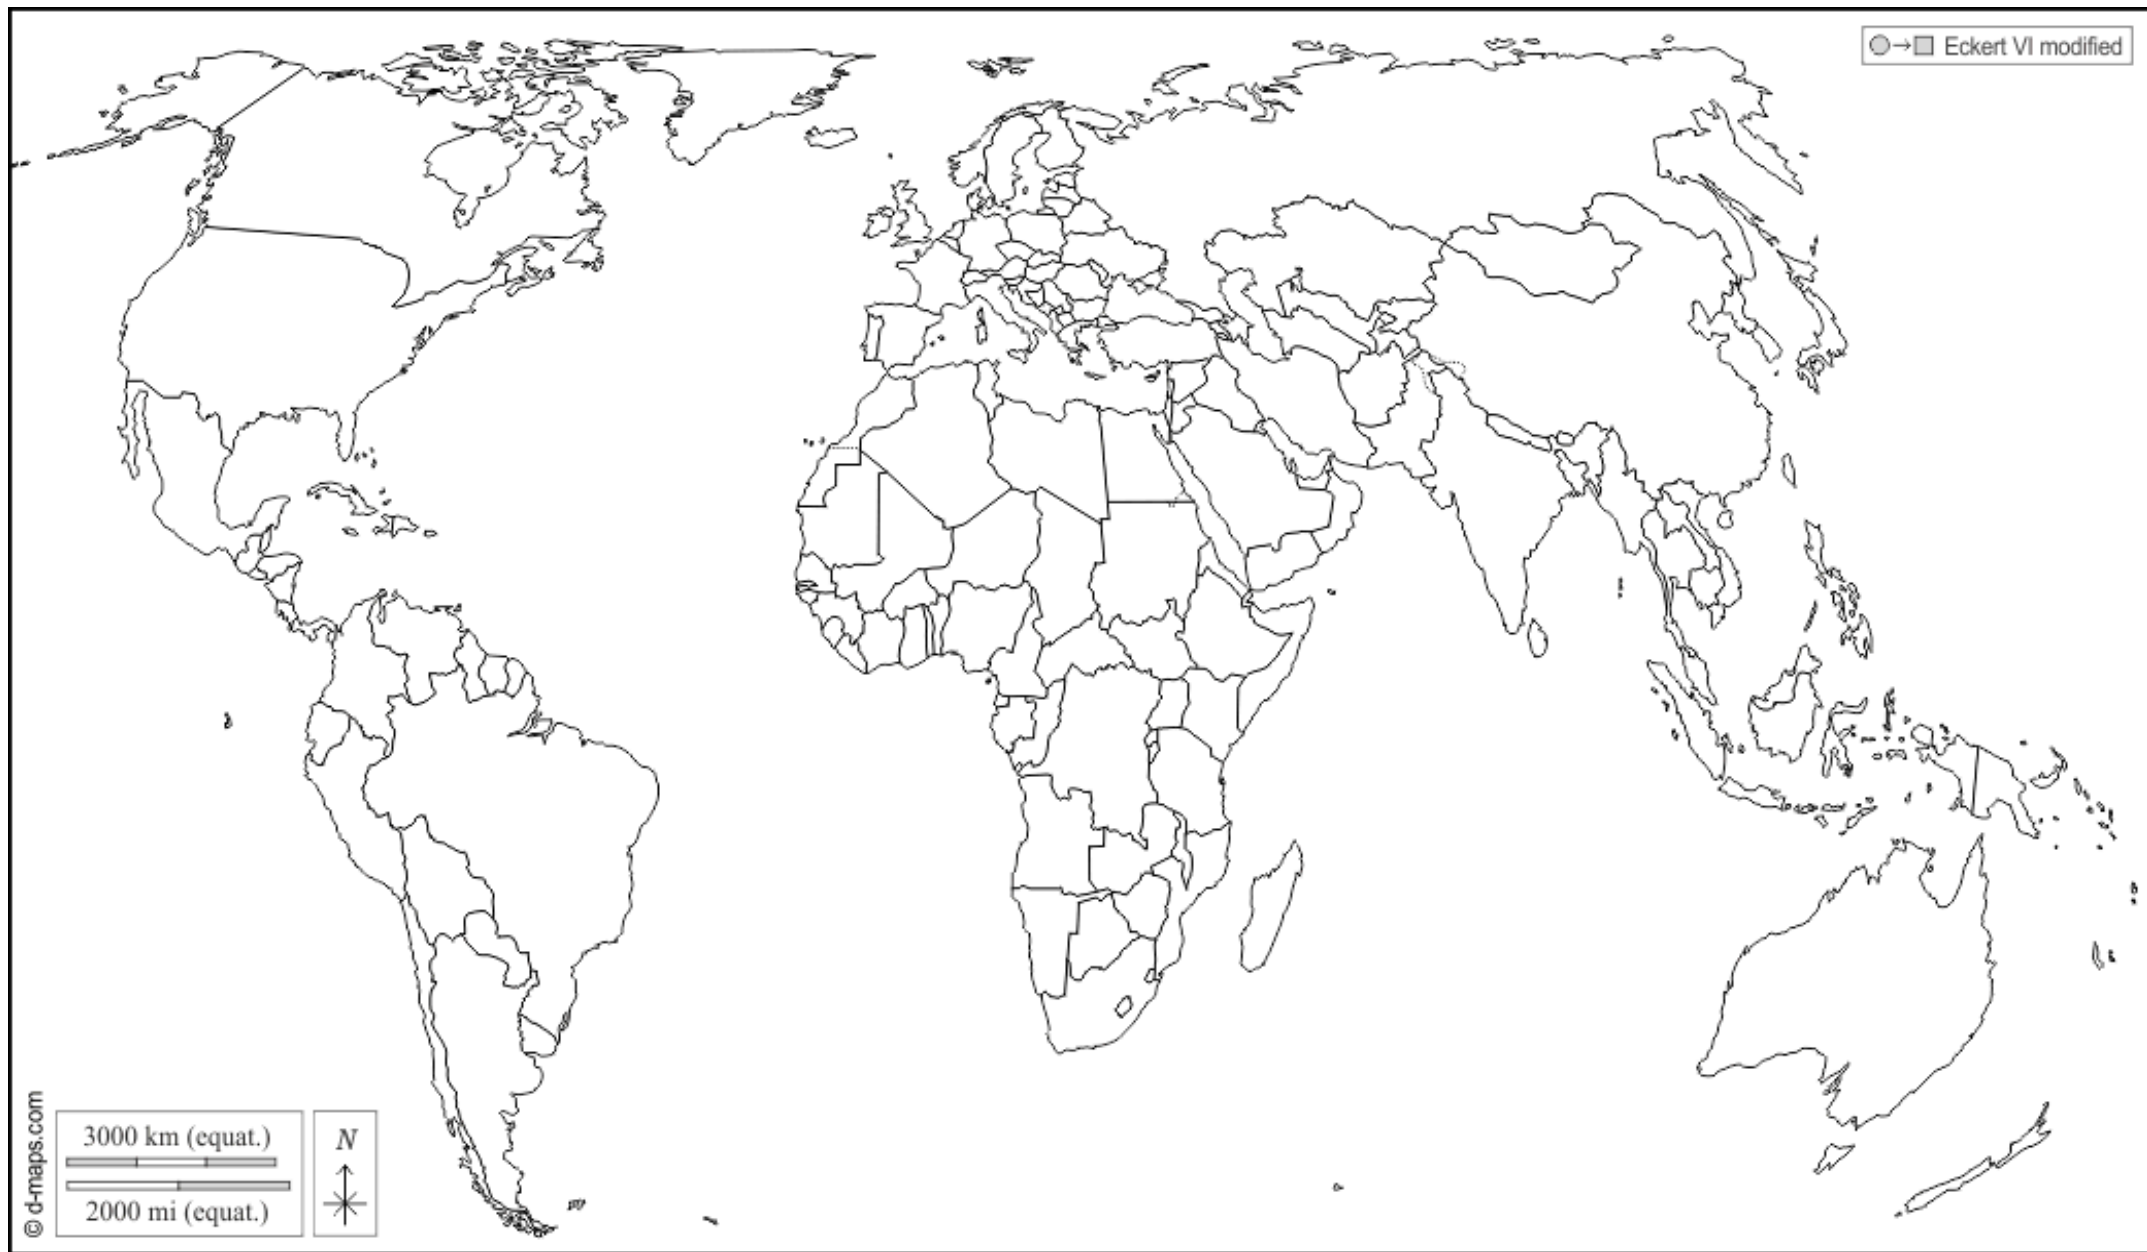 Eckert VI modified
© d-maps.com
3000 km (equat.)
2000 mi (equat.)
N